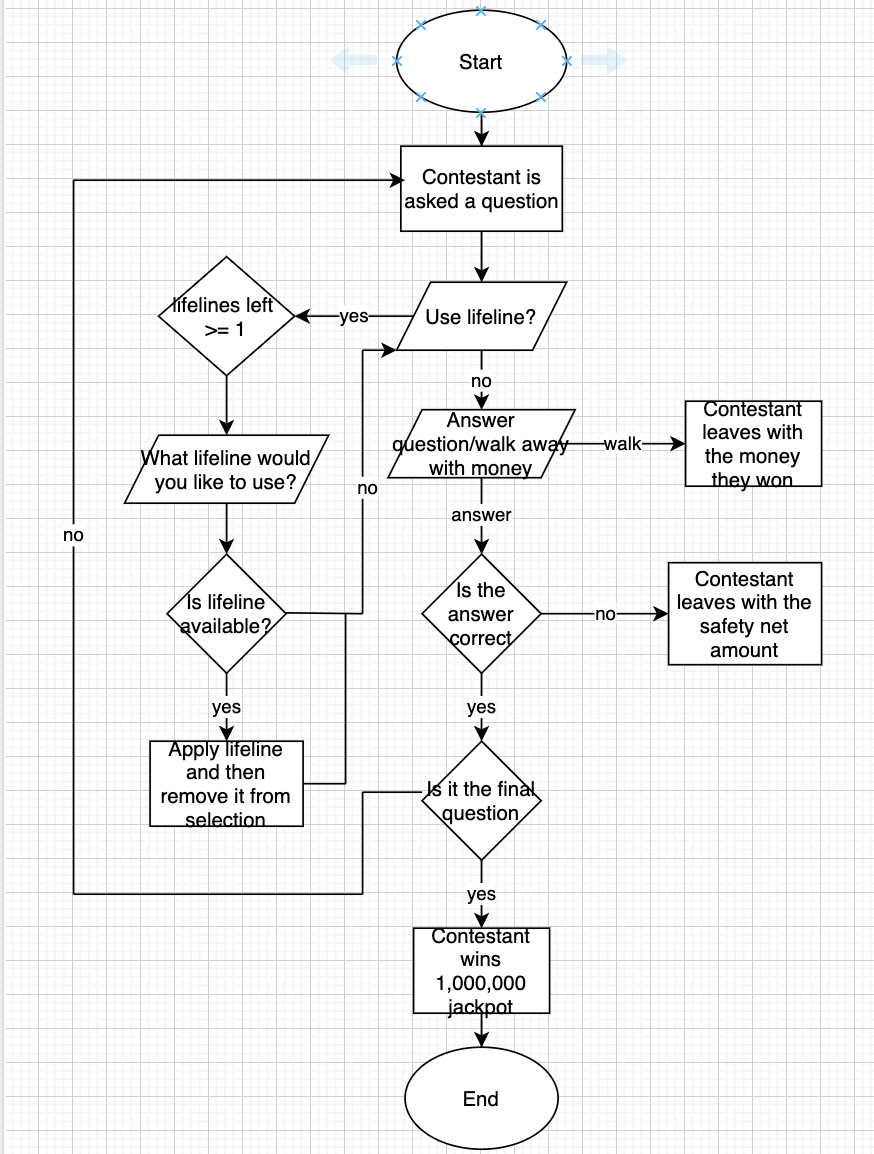 Start
Contestant is
asked a question
lifelines left
>= 1
yes
Use lifeline?
no
Answer
question/walk away
with money
walk
Contestant
leaves with
the money
they won
What lifeline would
you like to use?
no
answer
no
Is lifeline
available?
Is the
answer
correct
no
Contestant
leaves with the
safety net
amount
yes
yes
Apply lifeline
and then
remove it from
selection
Is it the final
question
yes
Contestant
wins
1,000,000
jackpot
End